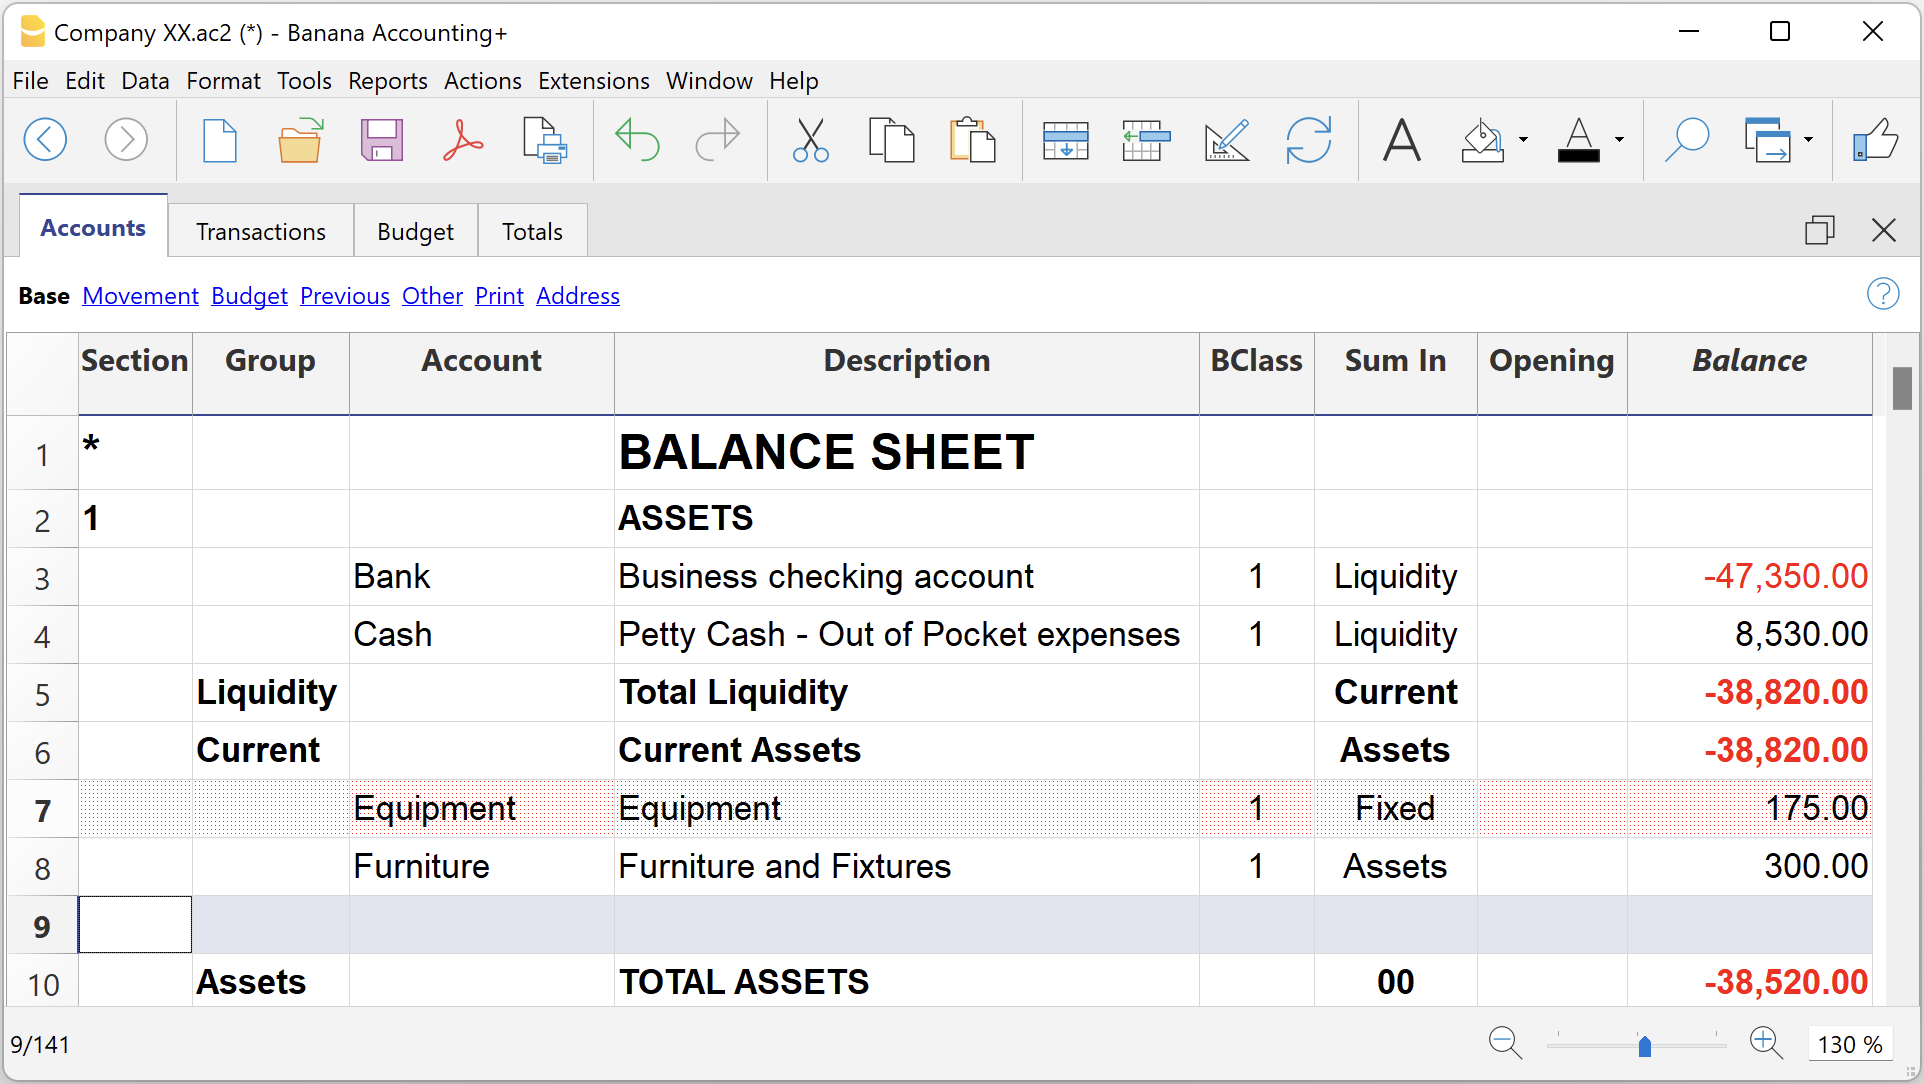 Company XX.ac2 (*) - Banana Accounting+
File Edit Data Format Tools Reports Actions Extensions Window Help
Accounts Transactions Budget Totals
Base Movement Budget Previous Other Print Address
Section Group Account Description BClass Sum In Opening Balance
1 * BALANCE SHEET
2 1 ASSETS
3 Bank Business checking account 1 Liquidity -47,350.00
4 Cash Petty Cash - Out of Pocket expenses 1 Liquidity 8,530.00
5 Liquidity Total Liquidity Current -38,820.00
6 Current Current Assets Assets -38,820.00
7 Equipment Equipment 1 Fixed 175.00
8 Furniture Furniture and Fixtures 1 Assets 300.00
9
10 Assets TOTAL ASSETS 00 -38,520.00
9/141 130 %